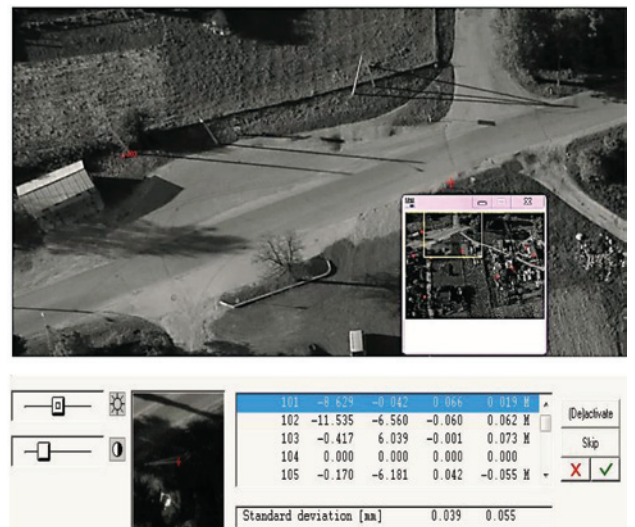 101 -8.629 -0.042 0.066 0.019 M
102 -11.535 -6.560 -0.060 0.062 M
103 -0.417 6.039 -0.001 0.073 M
104 0.000 0.000 0.000 0.000
105 -0.170 -6.181 0.042 -0.055 M
(De)activate
Skip
Standard deviation [mm] 0.039 0.055